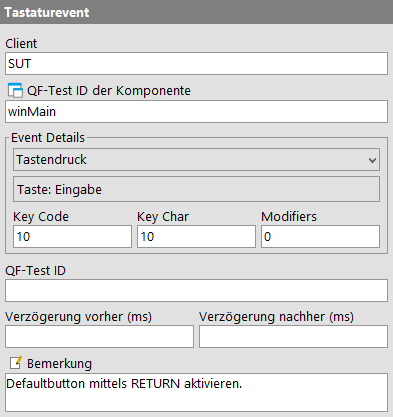 Tastaturevent
Client
SUT
QF-Test ID der Komponente
winMain
Event Details
Tastendruck
Taste: Eingabe
Key Code Key Char Modifiers
10 10 0
QF-Test ID
Verzögerung vorher (ms) Verzögerung nachher (ms)
Bemerkung
Defaultbutton mittels RETURN aktivieren.